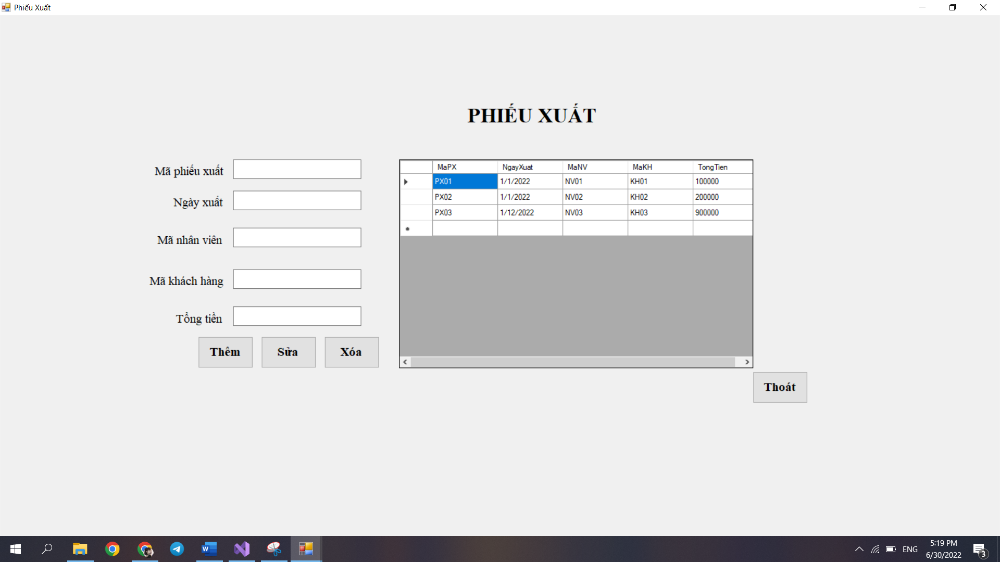 Phiếu Xuất
PHIẾU XUẤT
Mã phiếu xuất
Ngày xuất
Mã nhân viên
Mã khách hàng
Tổng tiền
Thêm Sửa Xóa
MaPX NgayXuat MaNV MaKH TongTien
PX01 1/1/2022 NV01 KH01 100000
PX02 1/1/2022 NV02 KH02 200000
PX03 1/12/2022 NV03 KH03 900000
Thoát
W
ENG
5:19 PM
6/30/2022
3